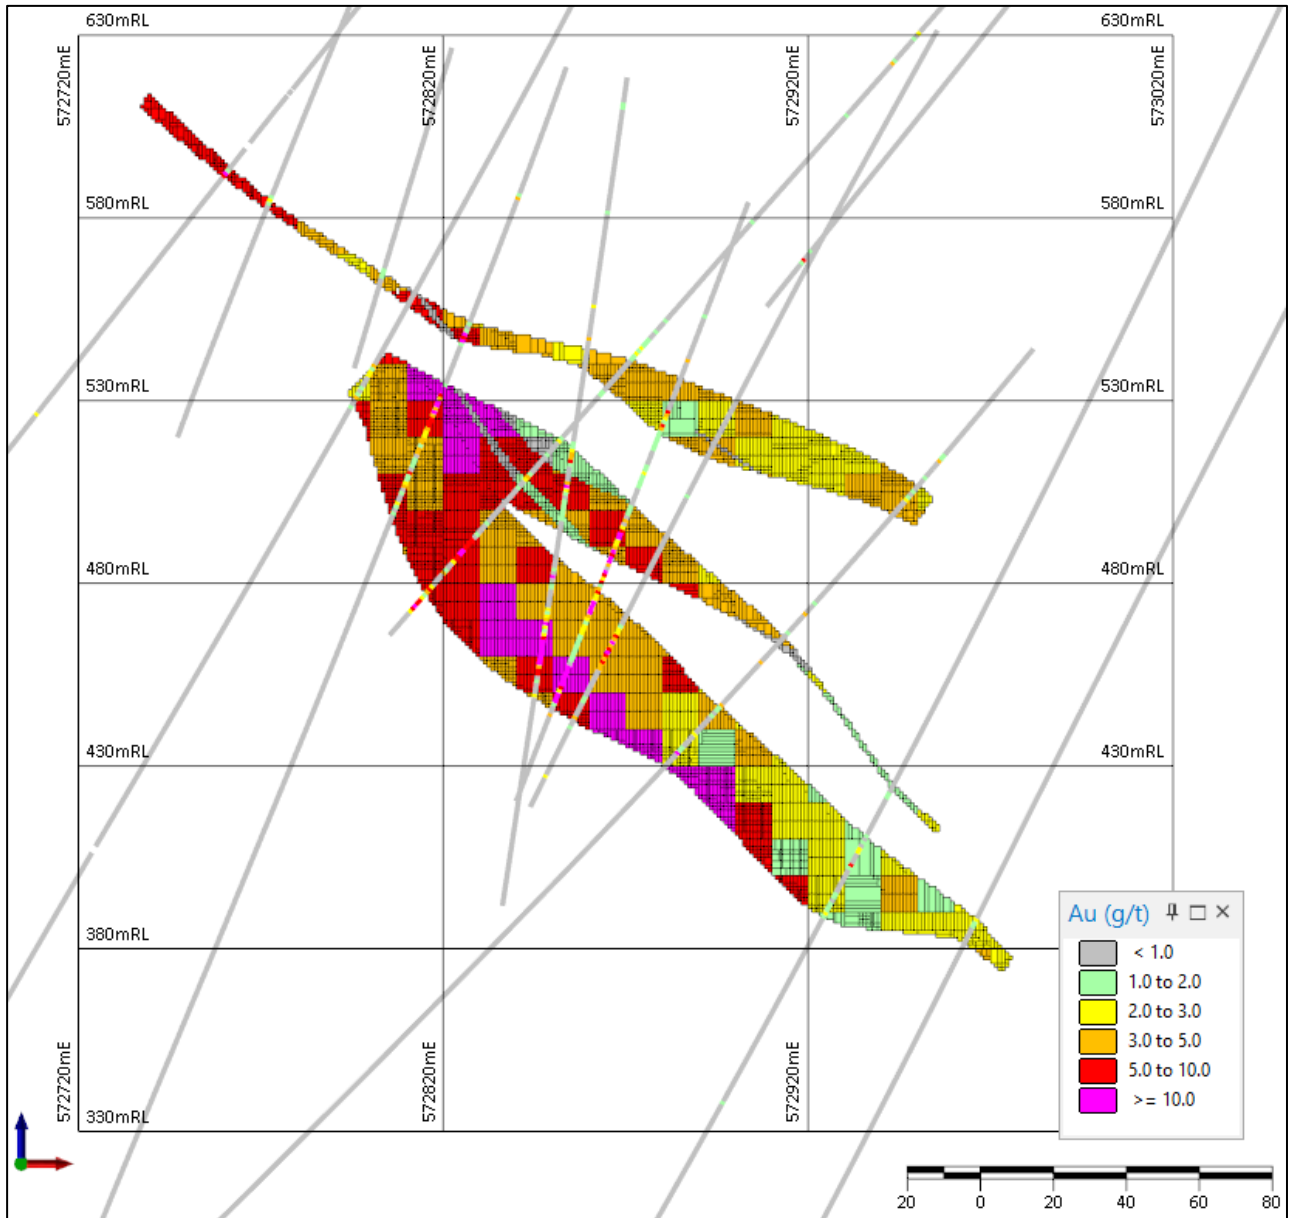 630mRL
630mRL
572720mE
572820mE
572920mE
573020mE
580mRL
580mRL
530mRL
530mRL
480mRL
480mRL
430mRL
430mRL
380mRL
Au (g/t)
< 1.0
1.0 to 2.0
2.0 to 3.0
3.0 to 5.0
5.0 to 10.0
>= 10.0
572720mE
572820mE
572920mE
330mRL
20 0 20 40 60 80